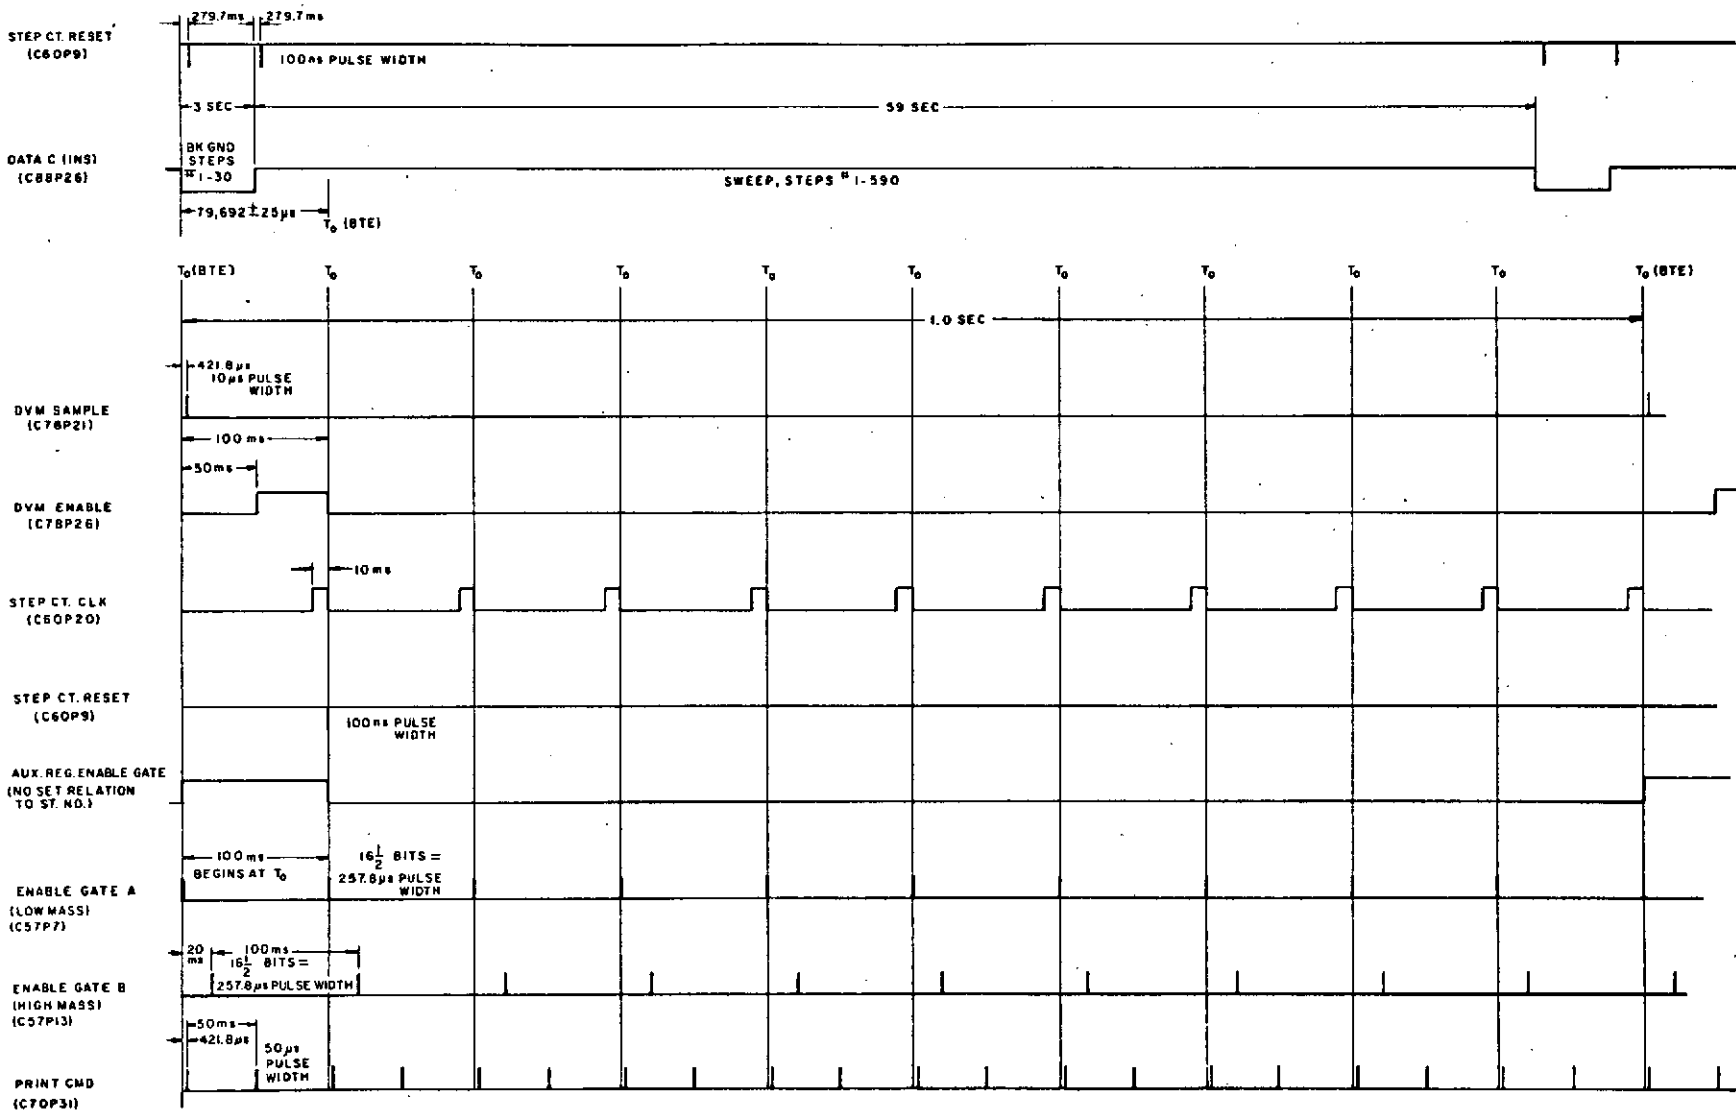 279.7ms 279.7ms
STEP CT. RESET
(C60P9)
100ns PULSE WIDTH
3 SEC
59 SEC
DATA C (INS)
(C88P26)
BK GND
STEPS
#1-30
SWEEP, STEPS #1-590
79,692 ± 25µs
T₀ (BTE)
T₀(BTE) T₀ T₀ T₀ T₀ T₀ T₀ T₀ T₀ T₀ T₀(BTE)
1.0 SEC
421.8µs
10µs PULSE
WIDTH
DVM SAMPLE
(C78P21)
100 ms
50ms
DVM ENABLE
(C78P26)
10ms
STEP CT. CLK
(C60P20)
STEP CT. RESET
(C60P9)
100ns PULSE
WIDTH
AUX. REG. ENABLE GATE
(NO SET RELATION
TO ST. NO.)
100ms
BEGINS AT T₀
16 1/2 BITS =
257.8µs PULSE
WIDTH
ENABLE GATE A
(LOW MASS)
(C57P7)
20
ms
100ms
16 1/2 BITS =
257.8µs PULSE WIDTH
ENABLE GATE B
(HIGH MASS)
(C57P13)
50ms
421.8µs
50µs
PULSE
WIDTH
PRINT CMD
(C70P31)